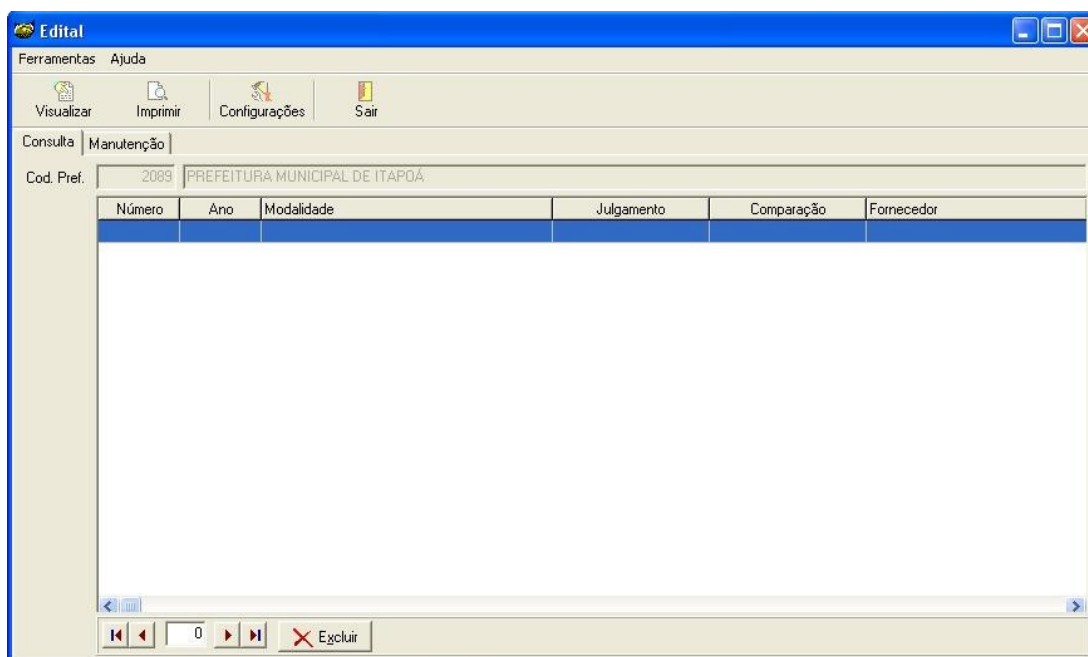 Edital
Ferramentas Ajuda
Visualizar Imprimir Configurações Sair
Consulta Manutenção
Cod. Pref. 2089 PREFEITURA MUNICIPAL DE ITAPOÁ
Número Ano Modalidade Julgamento Comparação Fornecedor
0 Excluir